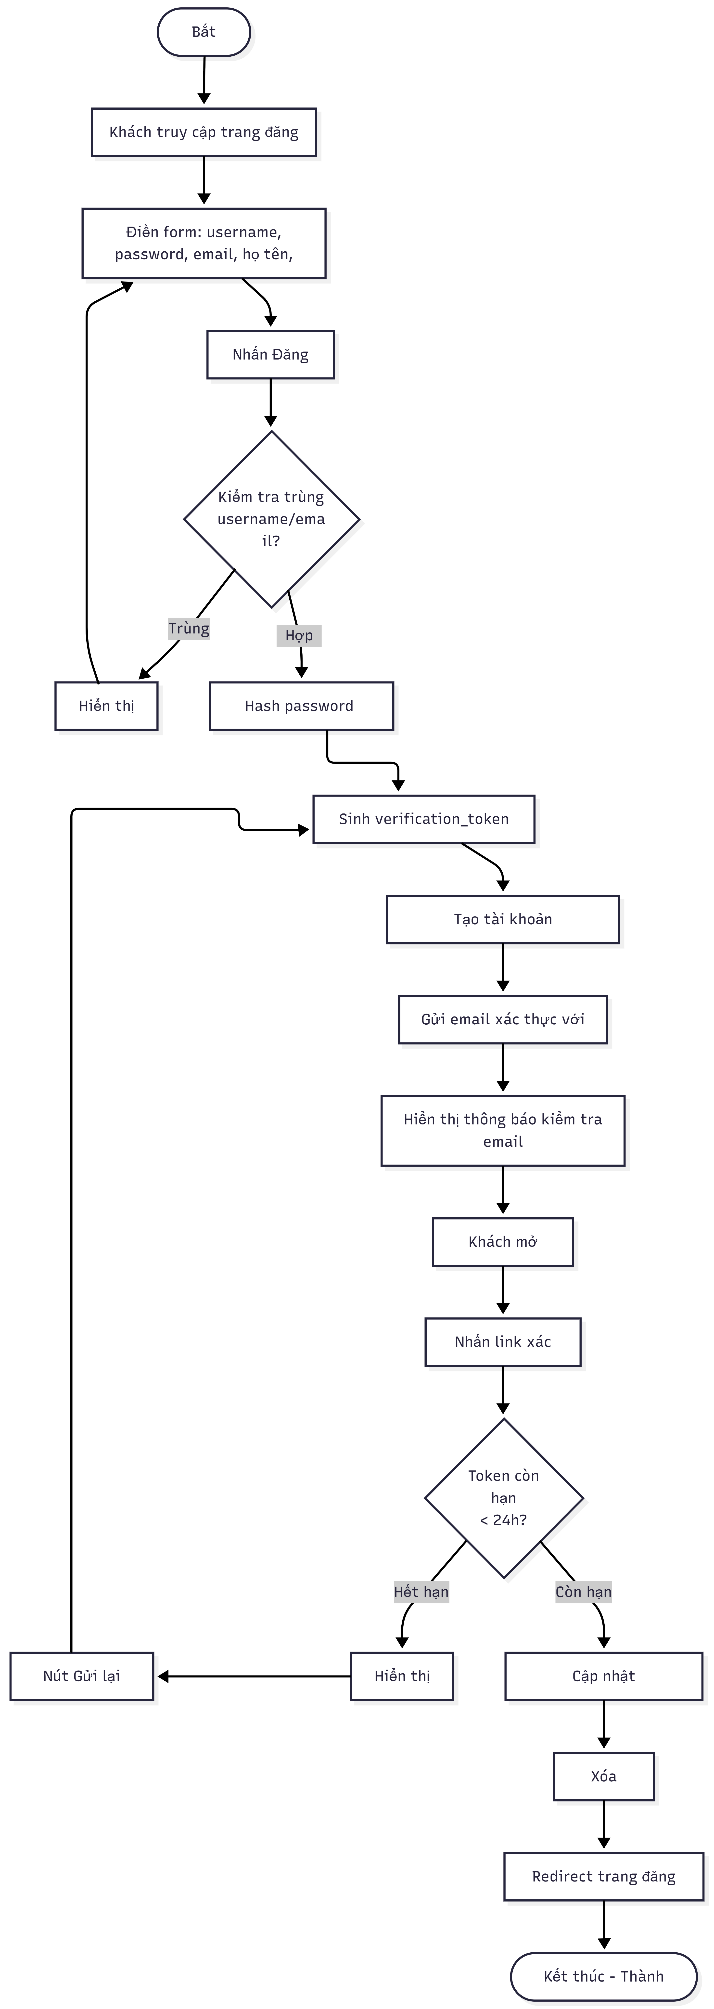 Bắt
Khách truy cập trang đăng
Điền form: username,
password, email, họ tên,
Nhấn Đăng
Kiểm tra trùng
username/ema
il?
Trùng
Hợp
Hiển thị
Hash password
Sinh verification_token
Tạo tài khoản
Gửi email xác thực với
Hiển thị thông báo kiểm tra
email
Khách mở
Nhấn link xác
Token còn
hạn
< 24h?
Hết hạn
Còn hạn
Nút Gửi lại
Hiển thị
Cập nhật
Xóa
Redirect trang đăng
Kết thúc - Thành